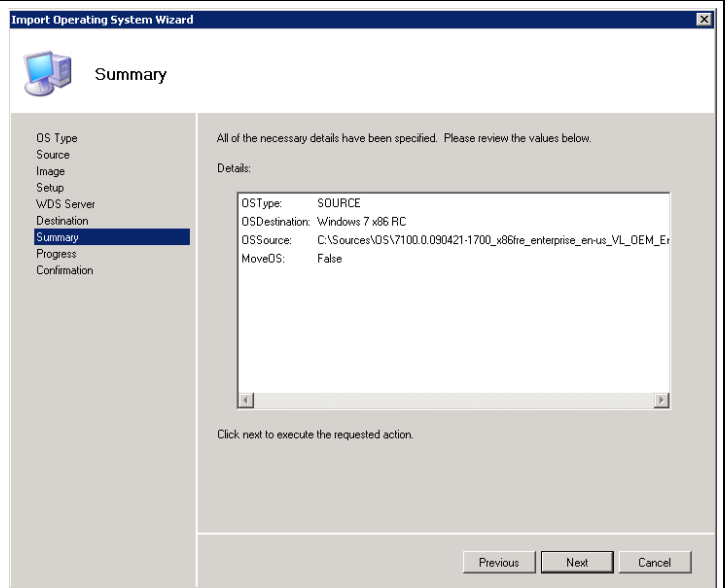 Import Operating System Wizard
Summary
OS Type
Source
Image
Setup
WDS Server
Destination
Summary
Progress
Confirmation
All of the necessary details have been specified. Please review the values below.
Details:
OSType: SOURCE
OSDestination: Windows 7 x86 RC
OSSource: C:\Sources\OS\7100.0.090421-1700_x86fre_enterprise_en-us_VL_OEM_Er
MoveOS: False
Click next to execute the requested action.
Previous Next Cancel